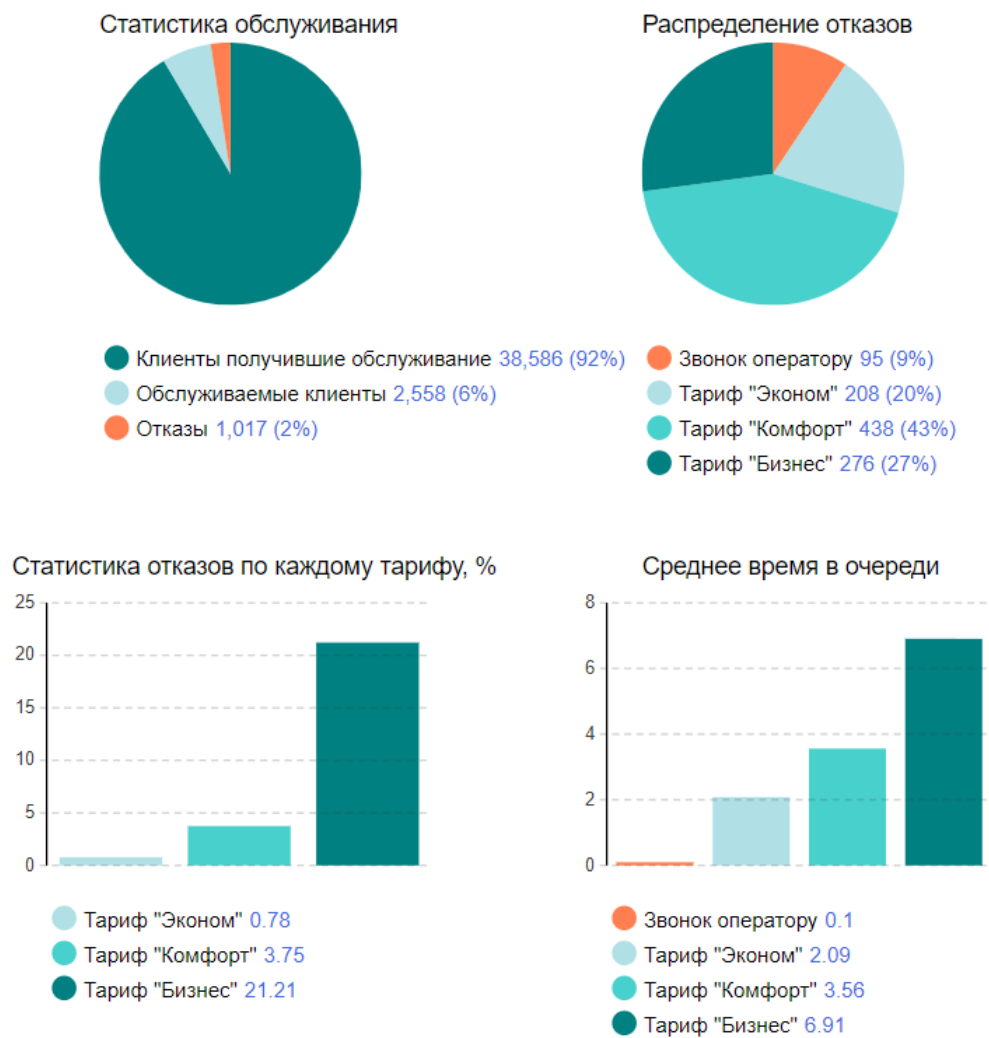 Статистика обслуживания
Клиенты получившие обслуживание 38,586 (92%)
Обслуживаемые клиенты 2,558 (6%)
Отказы 1,017 (2%)
Распределение отказов
Звонок оператору 95 (9%)
Тариф "Эконом" 208 (20%)
Тариф "Комфорт" 438 (43%)
Тариф "Бизнес" 276 (27%)
Статистика отказов по каждому тарифу, %
25
20
15
10
5
0
Тариф "Эконом" 0.78
Тариф "Комфорт" 3.75
Тариф "Бизнес" 21.21
Среднее время в очереди
8
6
4
2
0
Звонок оператору 0.1
Тариф "Эконом" 2.09
Тариф "Комфорт" 3.56
Тариф "Бизнес" 6.91